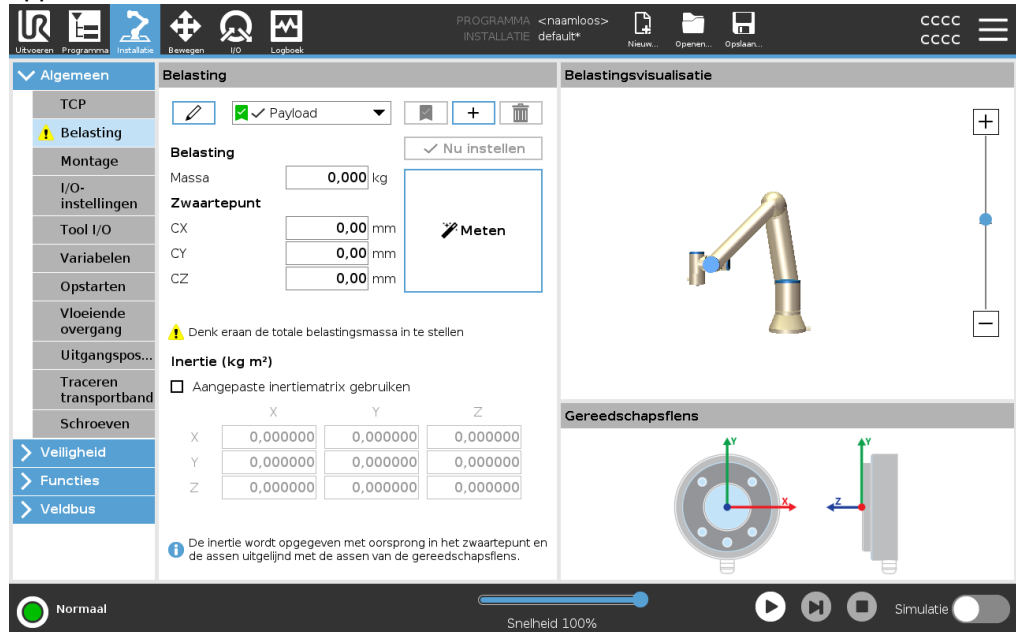 PROGRAMMA <naamloos>
INSTALLATIE default*
CCCC
CCCC
Uitvoeren Programma Installatie Bewegen I/O Logboek Nieuw... Openen... Opslaan...
Algemeen
TCP
Belasting
Montage
I/O-
instellingen
Tool I/O
Variabelen
Opstarten
Vloeiende
overgang
Uitgangspos...
Traceren
transportband
Schroeven
Veiligheid
Functies
Veldbus
Belasting
Payload
+
Nu instellen
Belasting
Massa 0,000 kg
Zwaartepunt
CX 0,00 mm
CY 0,00 mm
CZ 0,00 mm
Meten
Denk eraan de totale belastingsmassa in te stellen
Inertie (kg m²)
Aangepaste inertiematrix gebruiken
X Y Z
X 0,000000 0,000000 0,000000
Y 0,000000 0,000000 0,000000
Z 0,000000 0,000000 0,000000
De inertie wordt opgegeven met oorsprong in het zwaartepunt en
de assen uitgelijnd met de assen van de gereedschapsflens.
Belastingsvisualisatie
Gereedschapsflens
Y Y
X Z
Normaal
Snelheid 100%
Simulatie